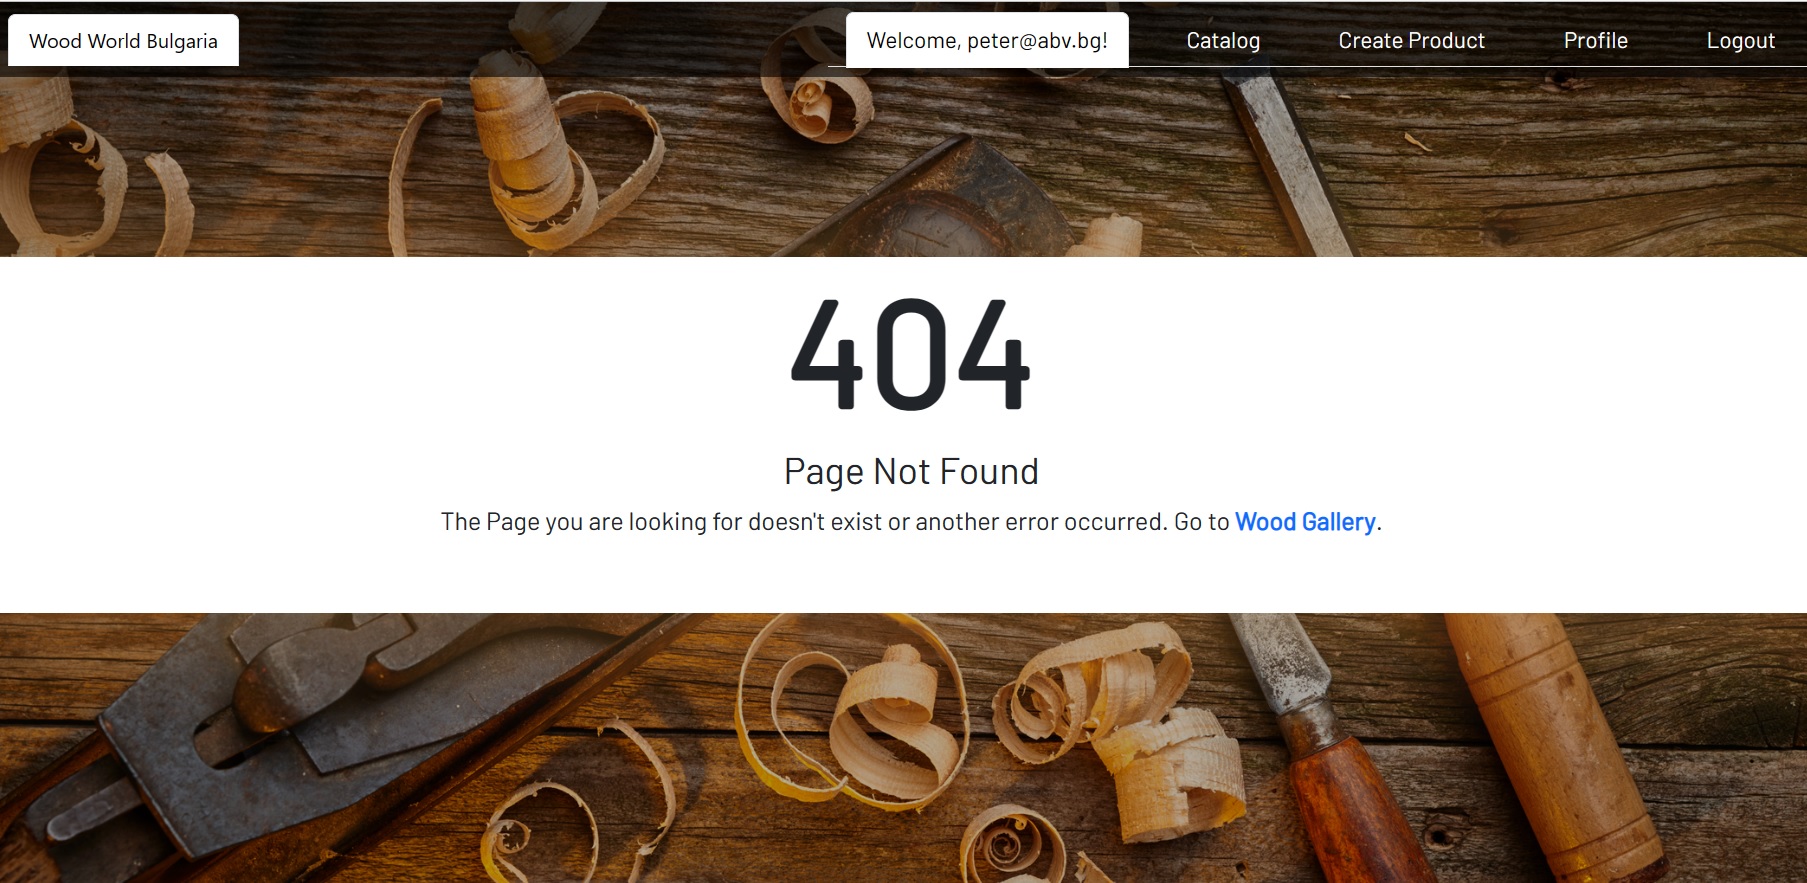 Wood World Bulgaria
Welcome, peter@abv.bg!
Catalog
Create Product
Profile
Logout
404
Page Not Found
The Page you are looking for doesn't exist or another error occurred. Go to Wood Gallery.